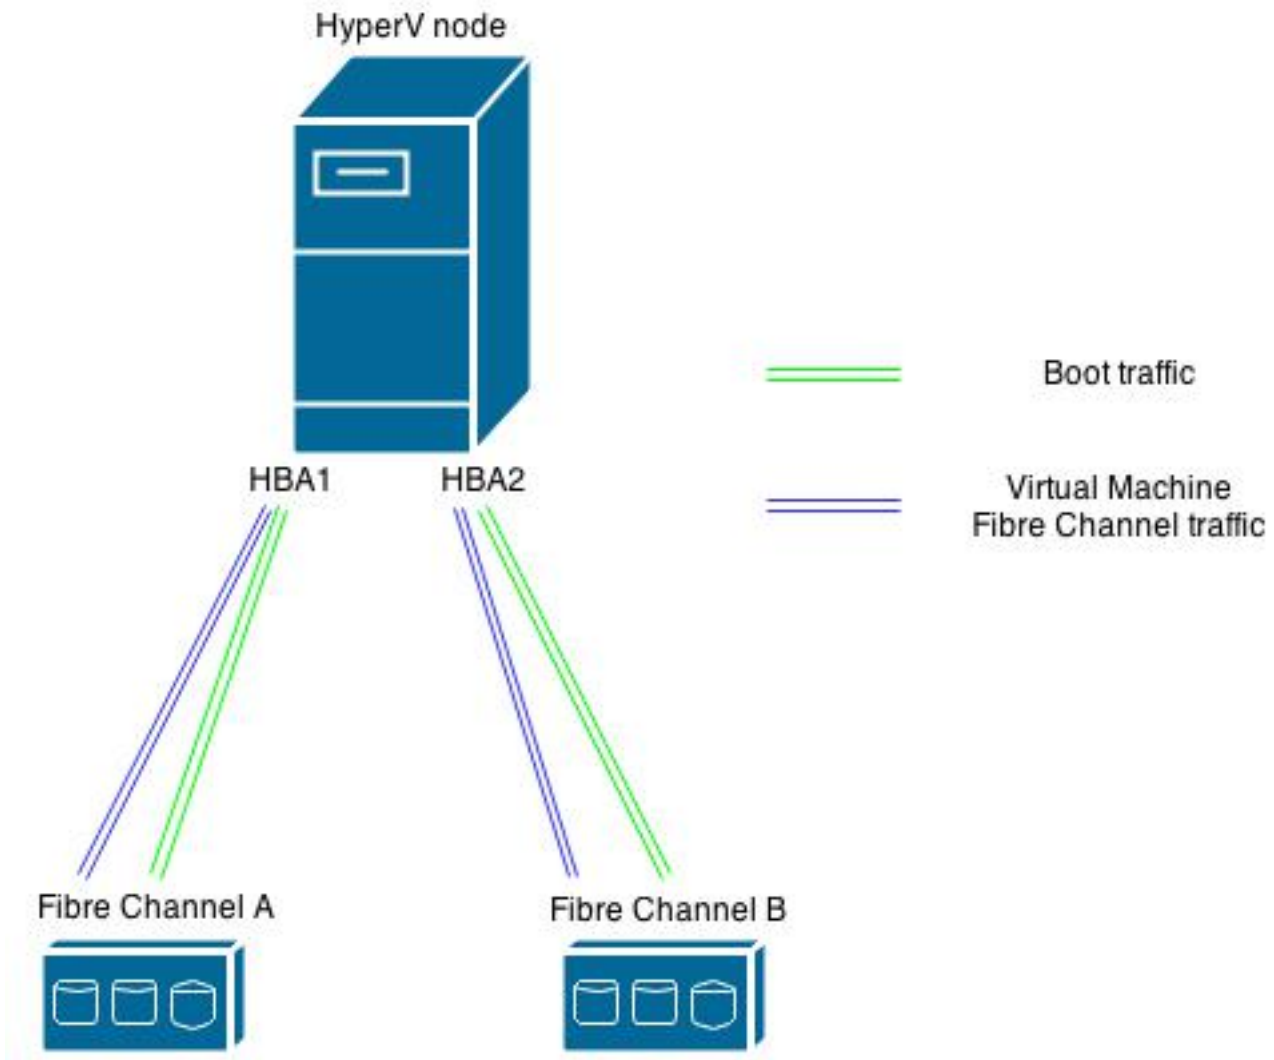 HyperV node
Boot traffic
HBA1
HBA2
Virtual Machine
Fibre Channel traffic
Fibre Channel A
Fibre Channel B